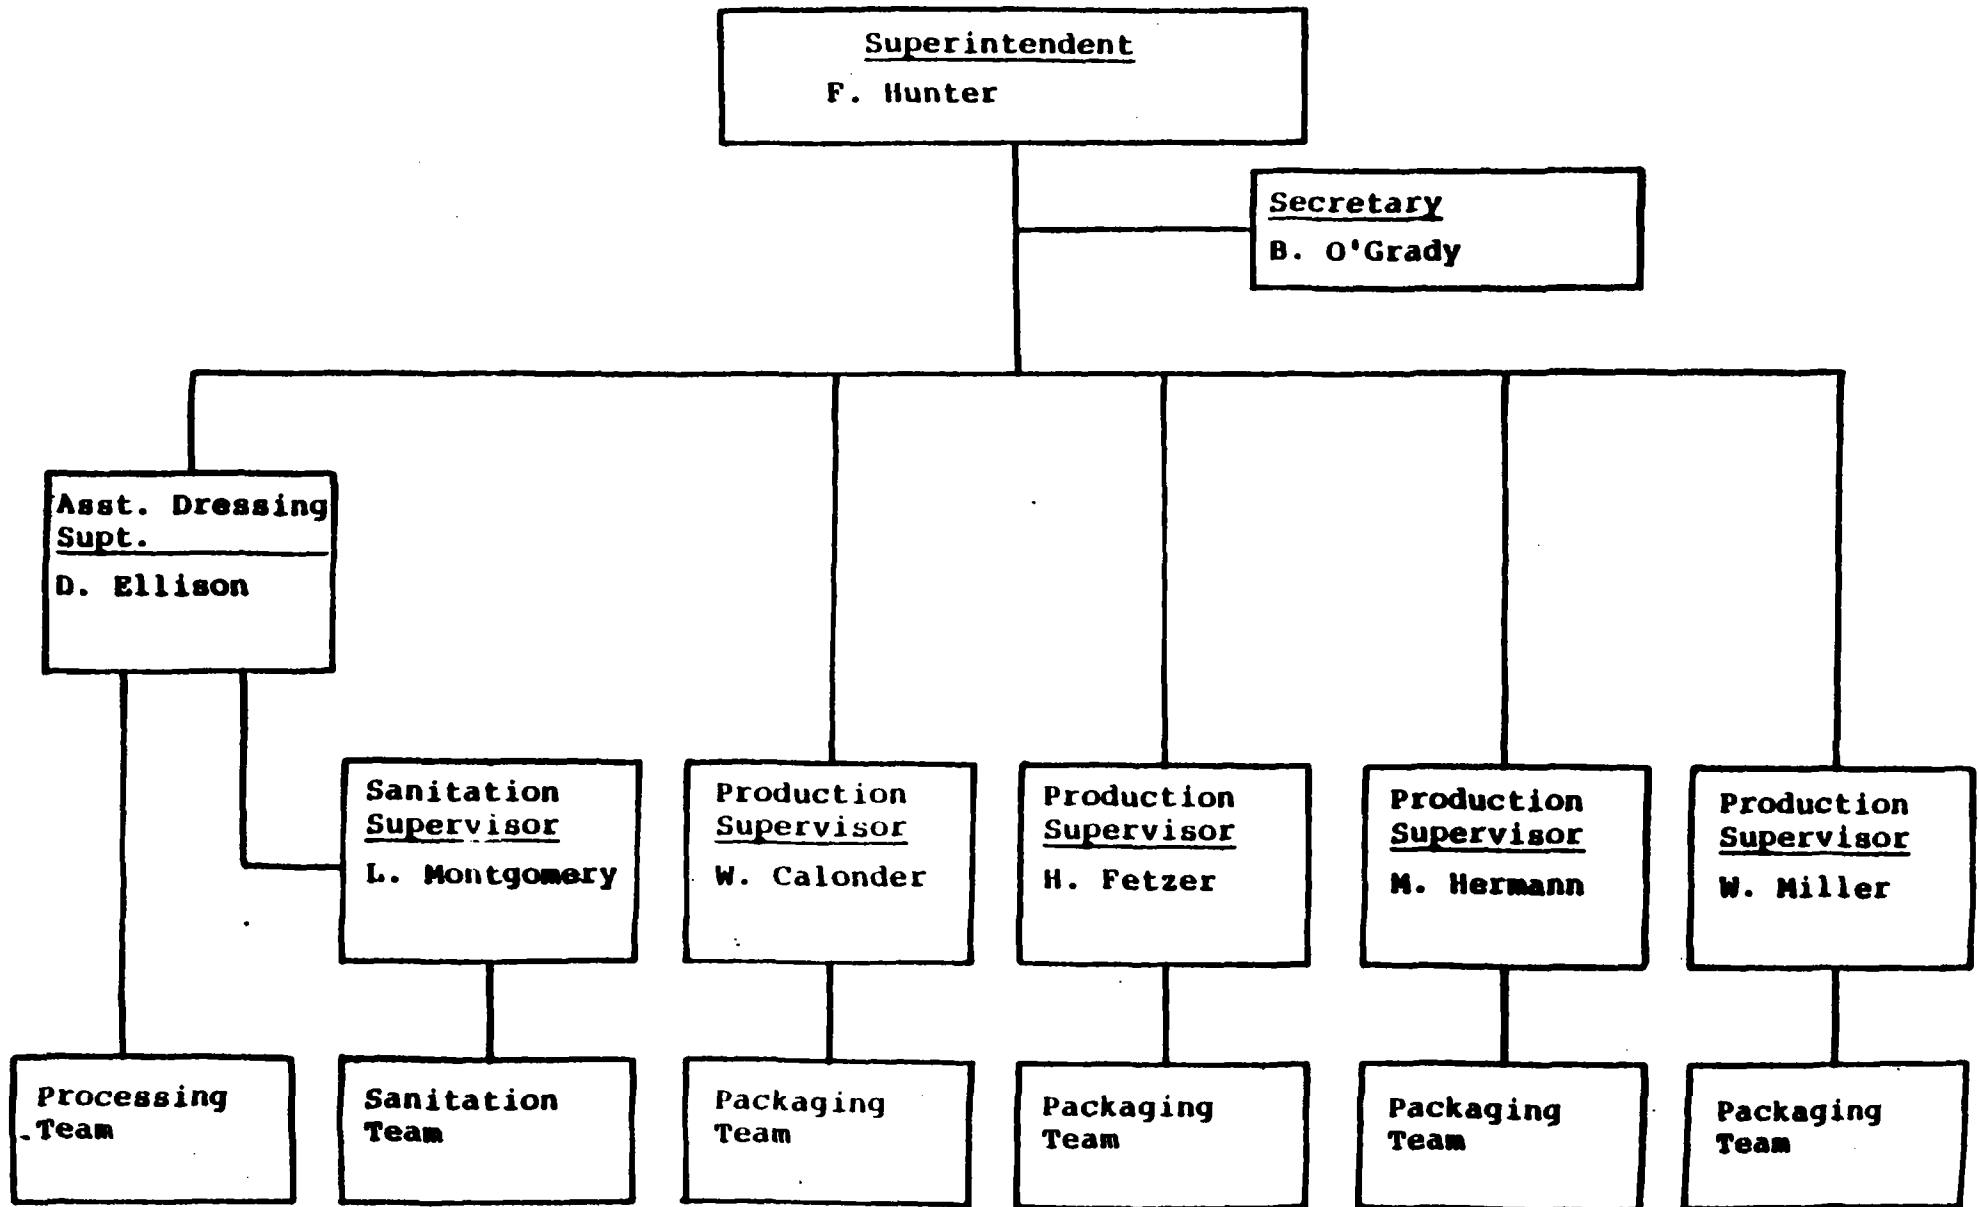 Superintendent
F. Hunter
Secretary
B. O'Grady
Asst. Dressing
Supt.
D. Ellison
Sanitation
Supervisor
L. Montgomery
Production
Supervisor
W. Calonder
Production
Supervisor
H. Fetzer
Production
Supervisor
M. Hermann
Production
Supervisor
W. Miller
Processing
Team
Sanitation
Team
Packaging
Team
Packaging
Team
Packaging
Team
Packaging
Team